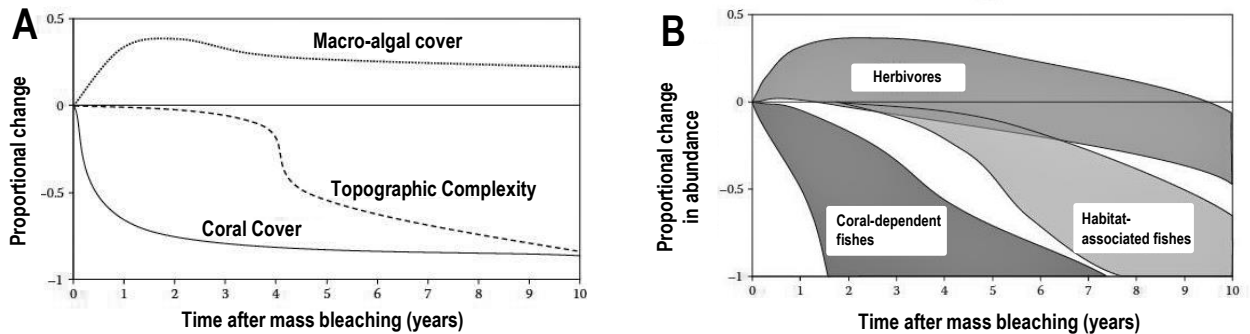 A
0.5
0
-0.5
-1
Proportional change
Macro-algal cover
Topographic Complexity
Coral Cover
0 1 2 3 4 5 6 7 8 9 10
Time after mass bleaching (years)
B
0.5
0
-0.5
-1
Proportional change
in abundance
Herbivores
Coral-dependent
fishes
Habitat-
associated fishes
0 1 2 3 4 5 6 7 8 9 10
Time after mass bleaching (years)